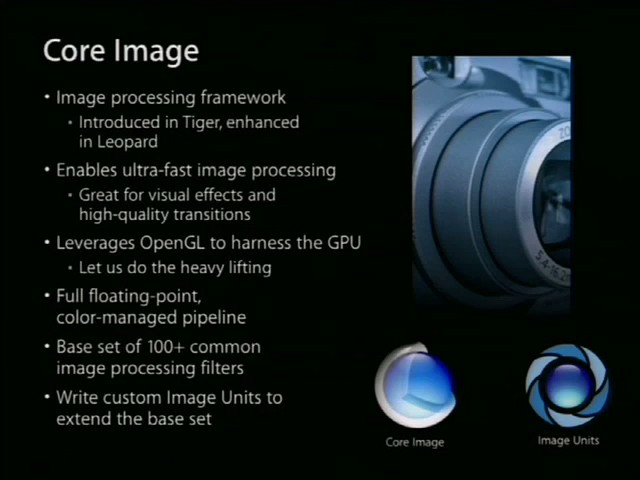 Core Image
• Image processing framework
• Introduced in Tiger, enhanced
in Leopard
• Enables ultra-fast image processing
• Great for visual effects and
high-quality transitions
• Leverages OpenGL to harness the GPU
• Let us do the heavy lifting
• Full floating-point,
color-managed pipeline
• Base set of 100+ common
image processing filters
• Write custom Image Units to
extend the base set
Core Image
Image Units